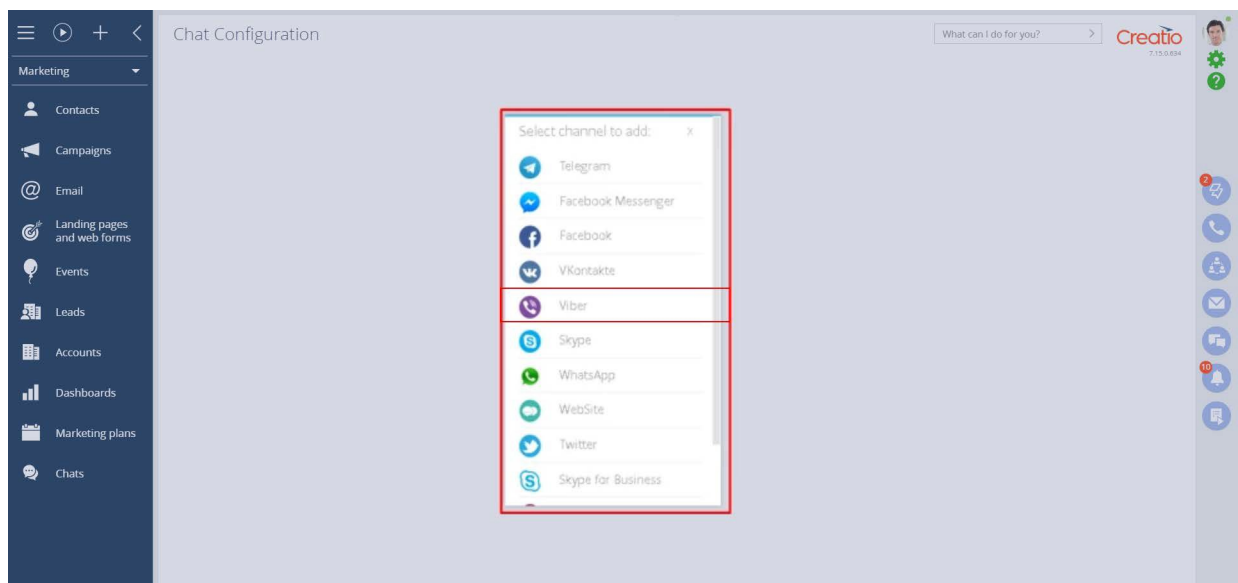 Chat Configuration
What can I do for you?
Creatio
7.15.0.634
Marketing
Contacts
Campaigns
Email
Landing pages
and web forms
Events
Leads
Accounts
Dashboards
Marketing plans
Chats
Select channel to add: x
Telegram
Facebook Messenger
Facebook
VKontakte
Viber
Skype
WhatsApp
WebSite
Twitter
Skype for Business
2
10